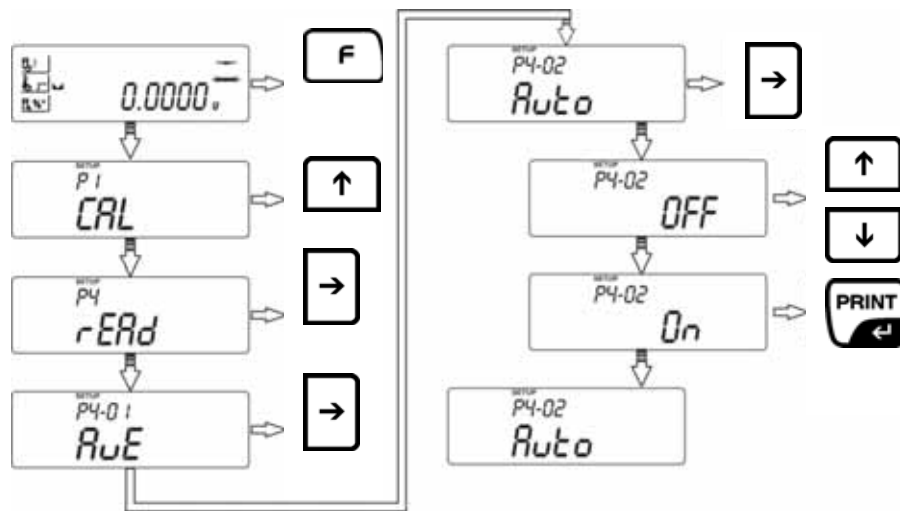 0.0000
F
SETUP
P1
CAL
SETUP
P4
rEAd
SETUP
P4-01
AvE
SETUP
P4-02
Auto
SETUP
P4-02
OFF
SETUP
P4-02
On
PRINT
SETUP
P4-02
Auto